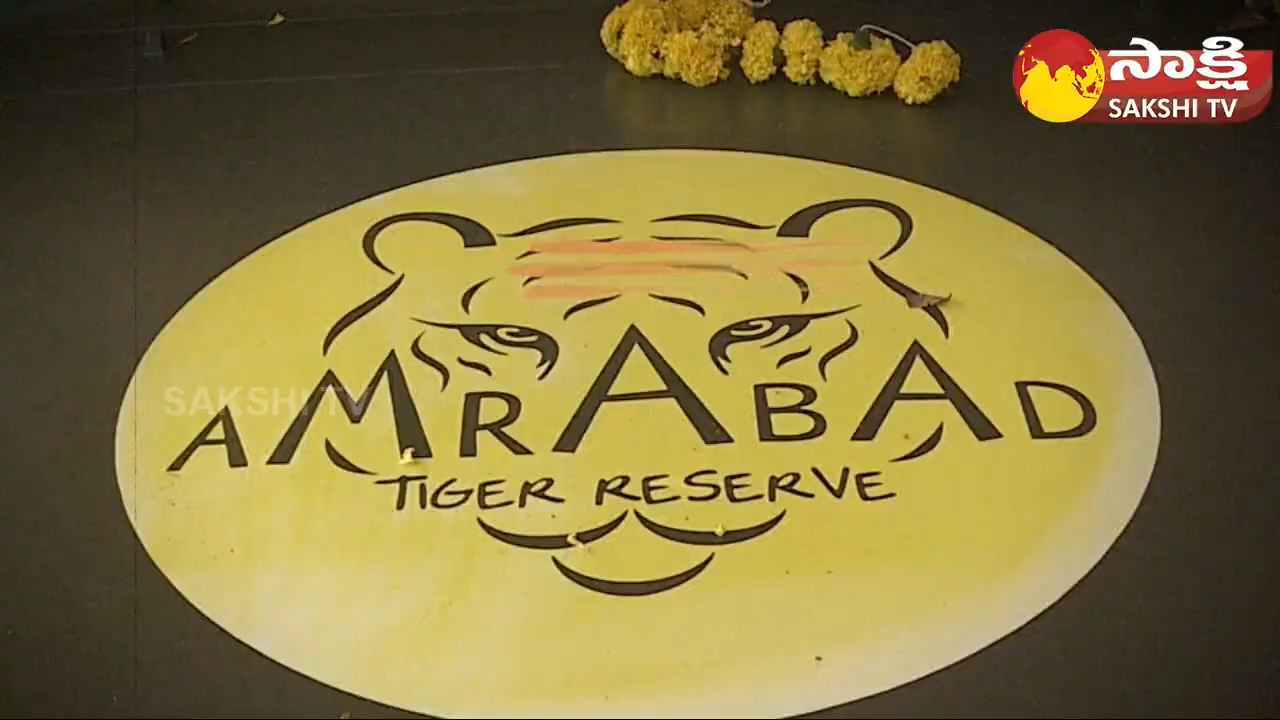 సాక్షి
SAKSHI TV
SAKSHI TV
AMRABAD
TIGER RESERVE